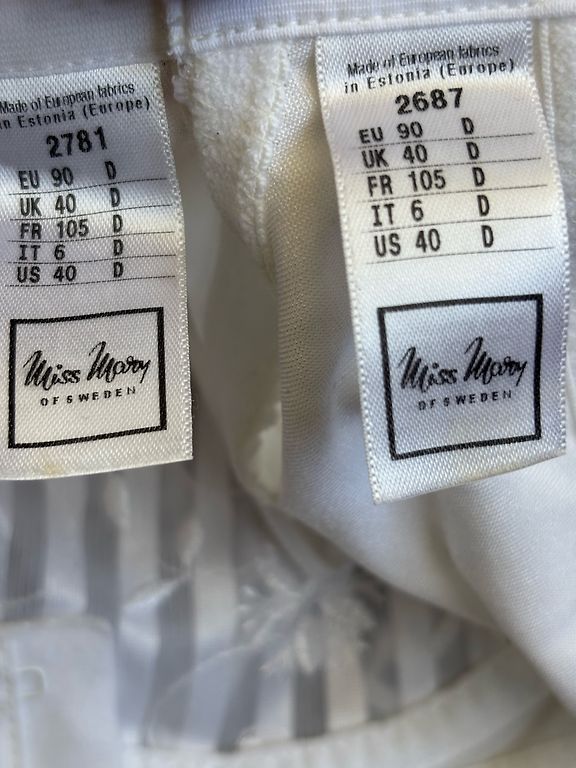 Made of European fabrics
in Estonia (Europe)
2781
EU 90 D
UK 40 D
FR 105 D
IT 6 D
US 40 D
Miss Mary
OF SWEDEN
Made of European fabrics
in Estonia (Europe)
2687
EU 90 D
UK 40 D
FR 105 D
IT 6 D
US 40 D
Miss Mary
OF SWEDEN